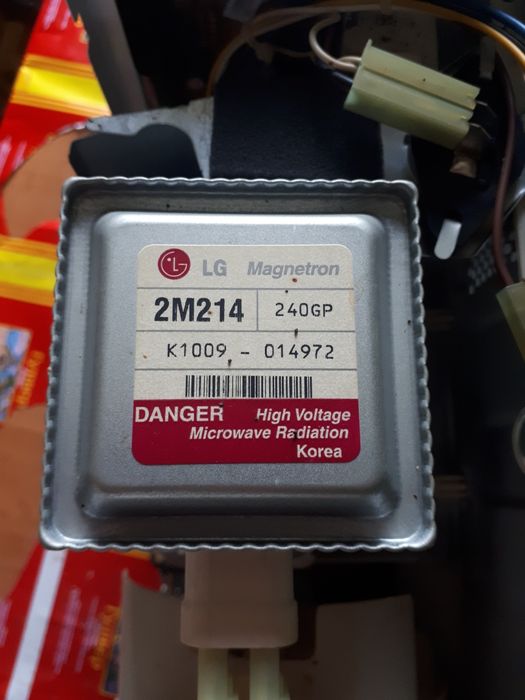 LG Magnetron
2M214 240GP
K1009 - 014972
DANGER High Voltage
Microwave Radiation
Korea